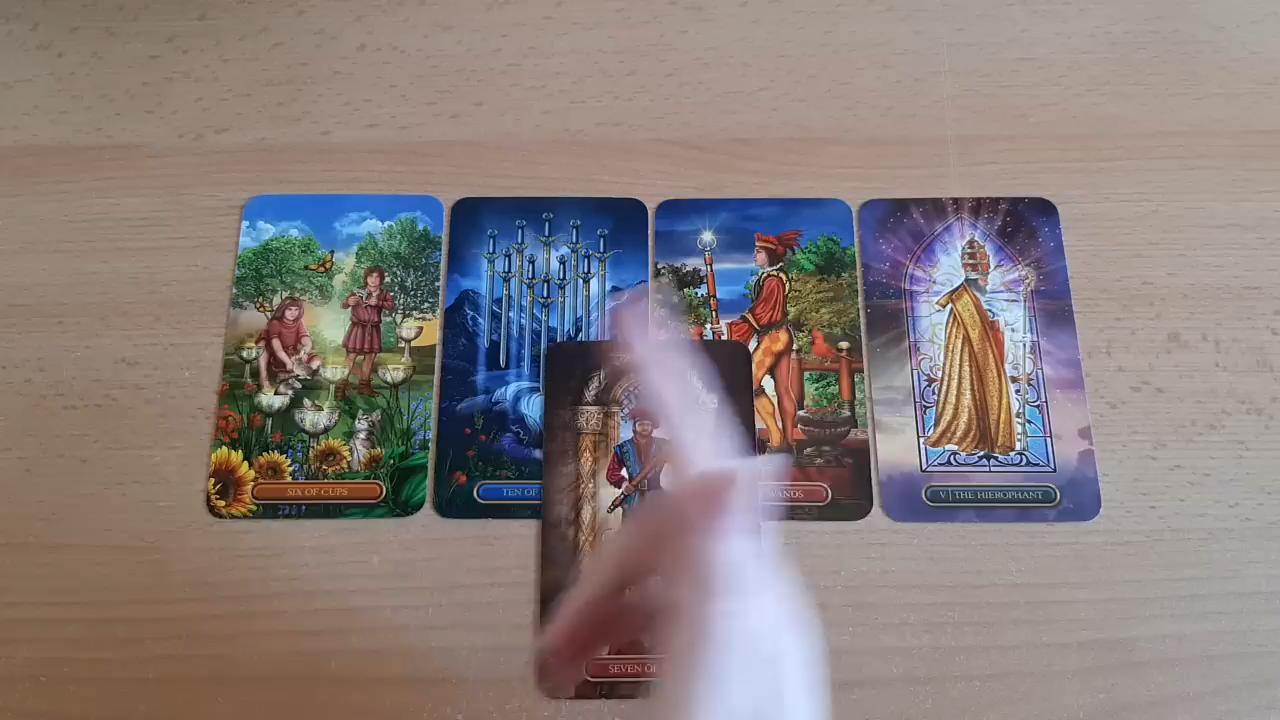 SIX OF CUPS
TEN OF
WANDS
V THE HIEROPHANT
SEVEN OF